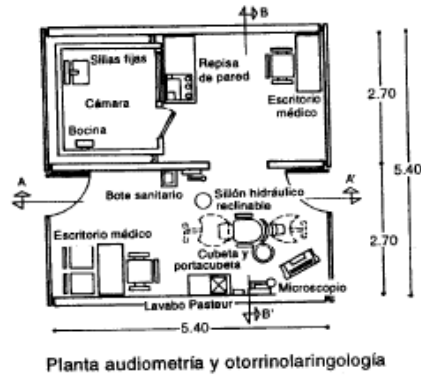 B
Sillas fijas
Repisa
de pared
Cámara
Escritorio
médico
2.70
Bocina
5.40
A
A'
Bote sanitario
Sillón hidráulico
reclinable
Escritorio médico
2.70
Cubeta y
portacubeta
Microscopio
Lavabo Pasteur
B'
5.40
Planta audiometría y otorrinolaringología